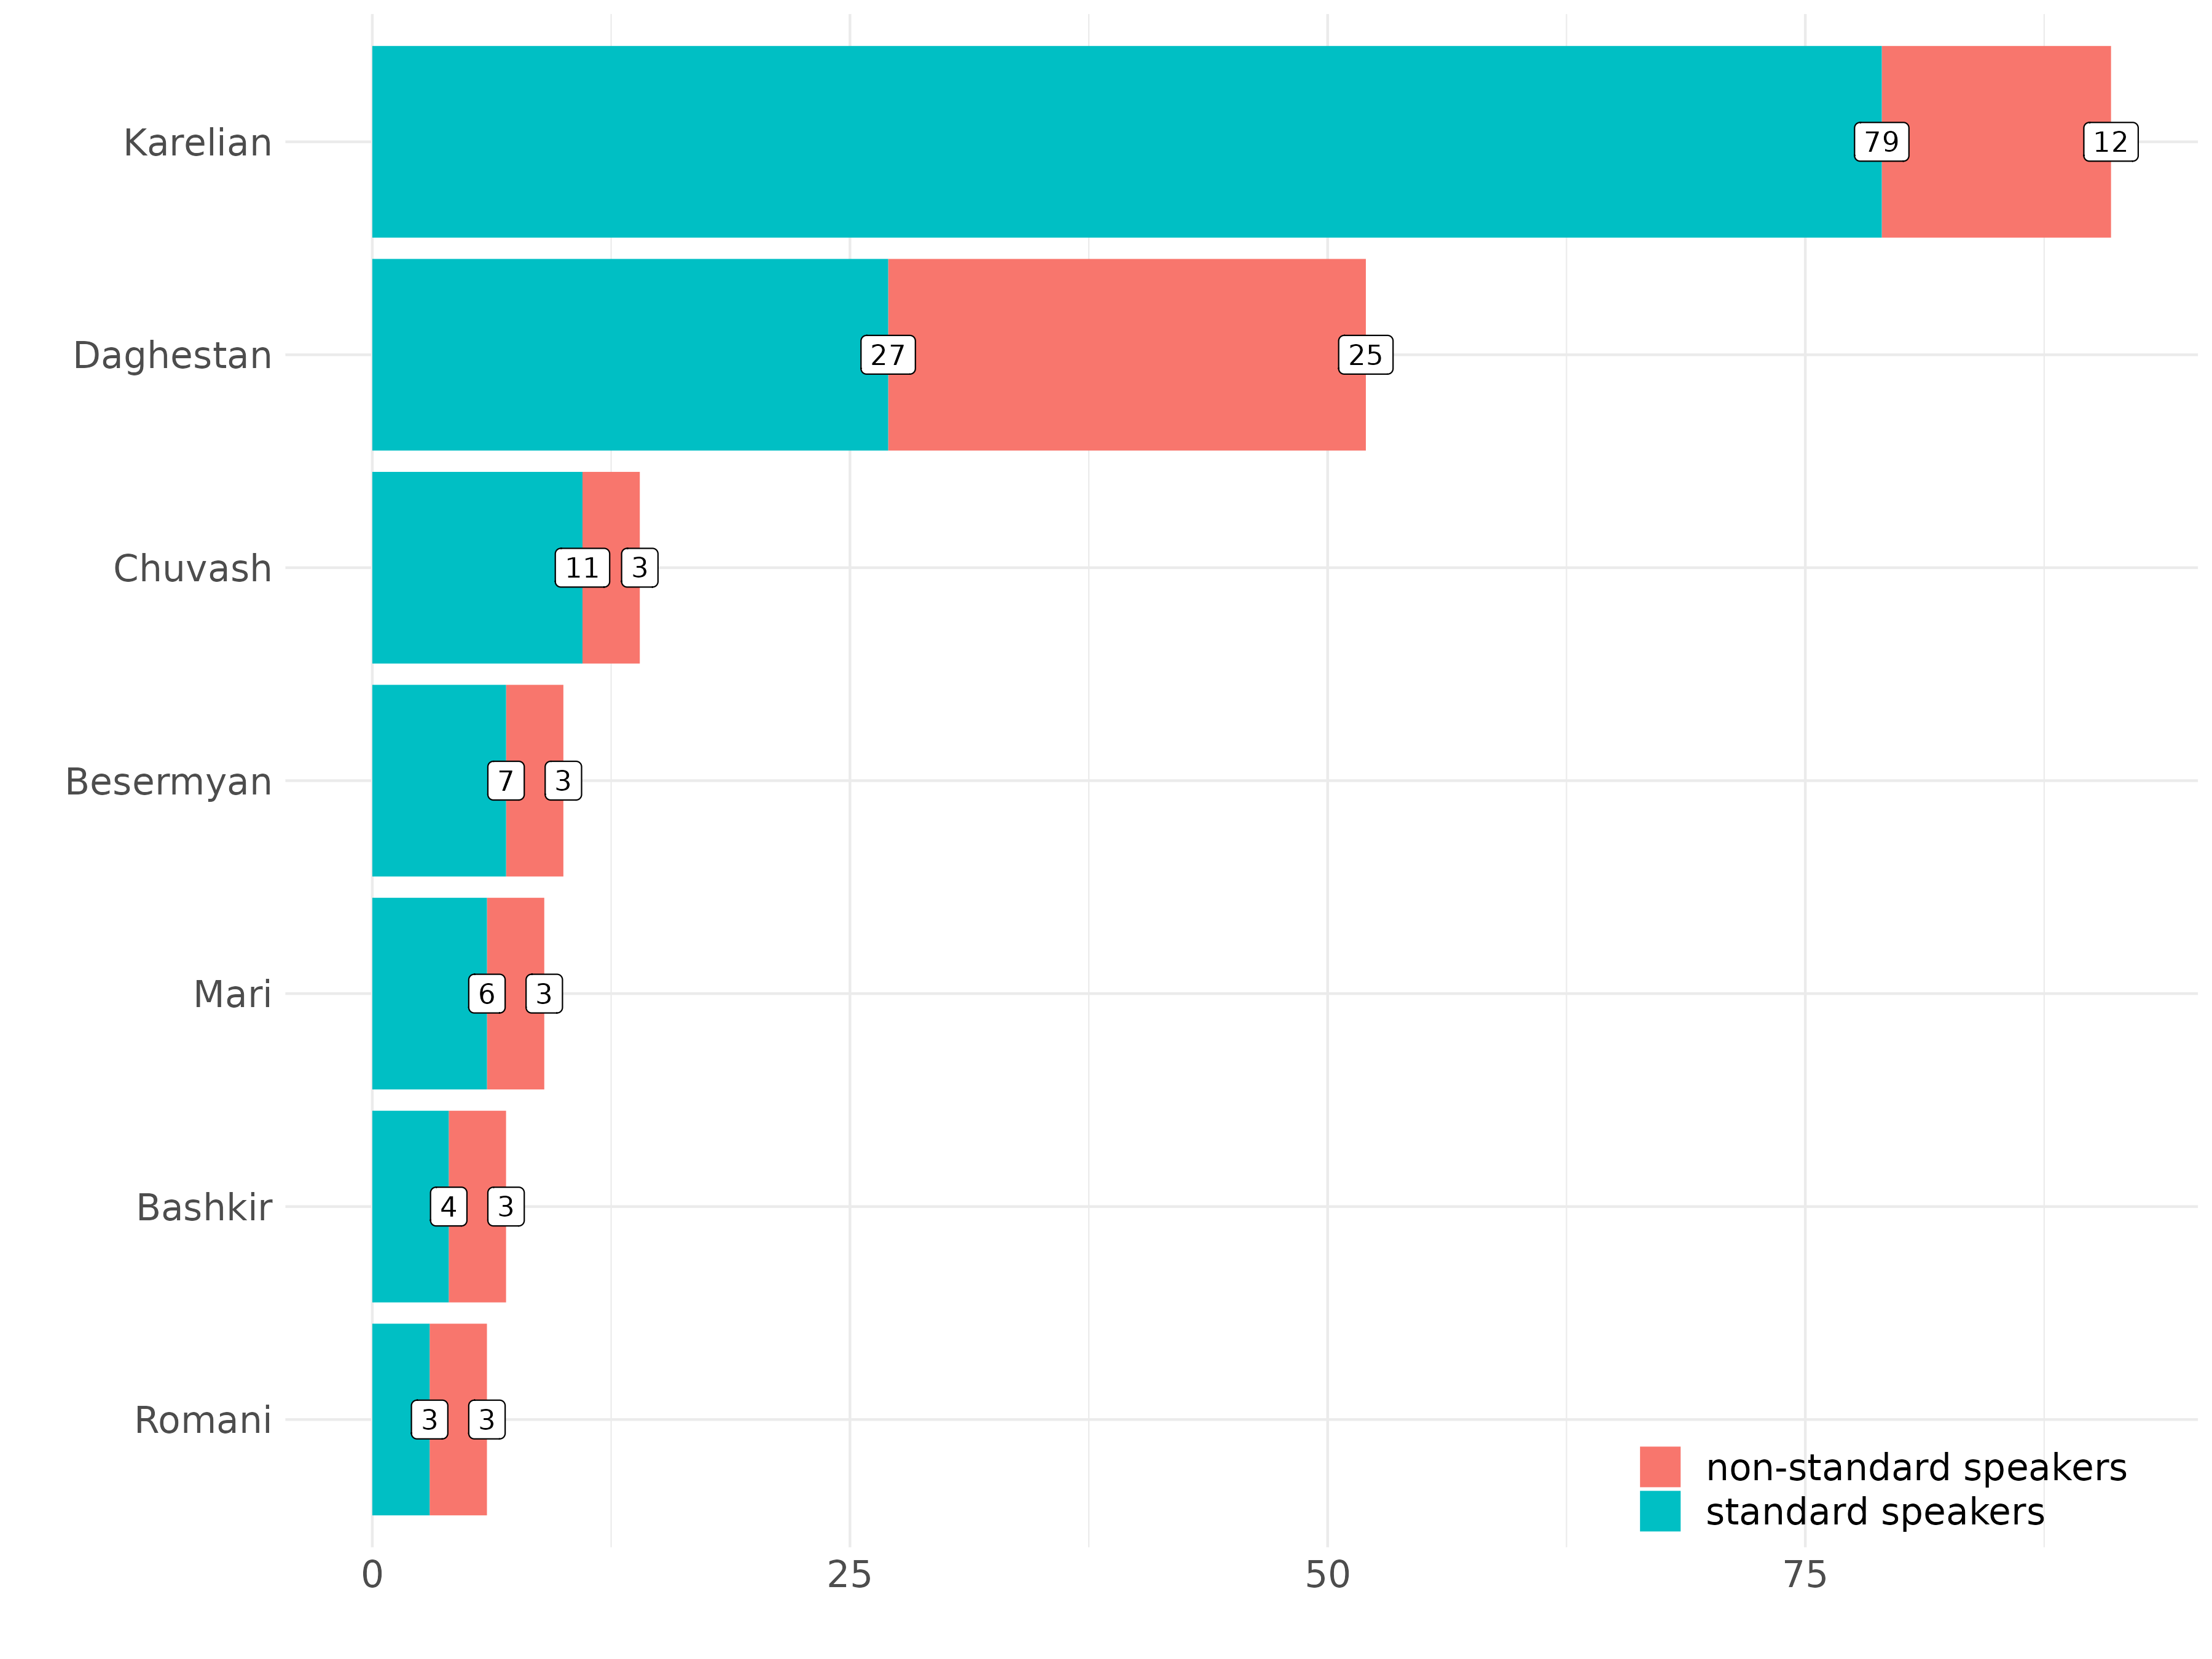 Karelian
79
12
Daghestan
27
25
Chuvash
11
3
Besermyan
7
3
Mari
6
3
Bashkir
4
3
Romani
3
3
non-standard speakers
standard speakers
0
25
50
75